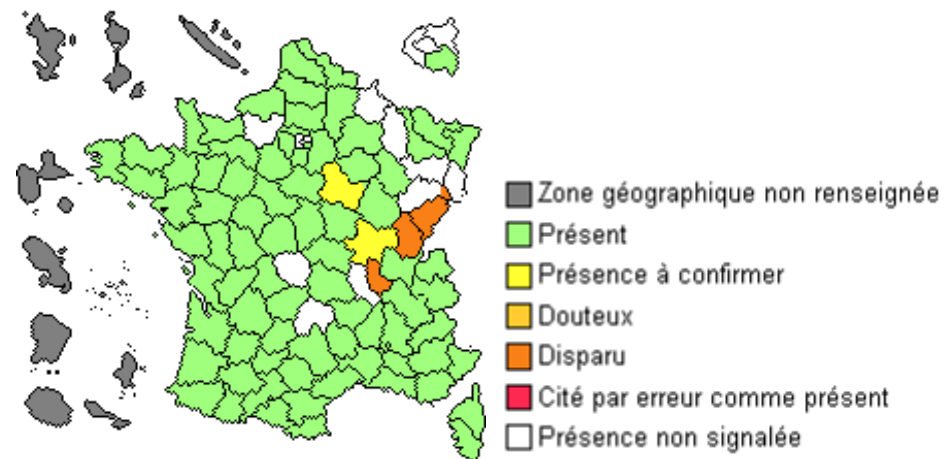 Zone géographique non renseignée
Présent
Présence à confirmer
Douteux
Disparu
Cité par erreur comme présent
Présence non signalée